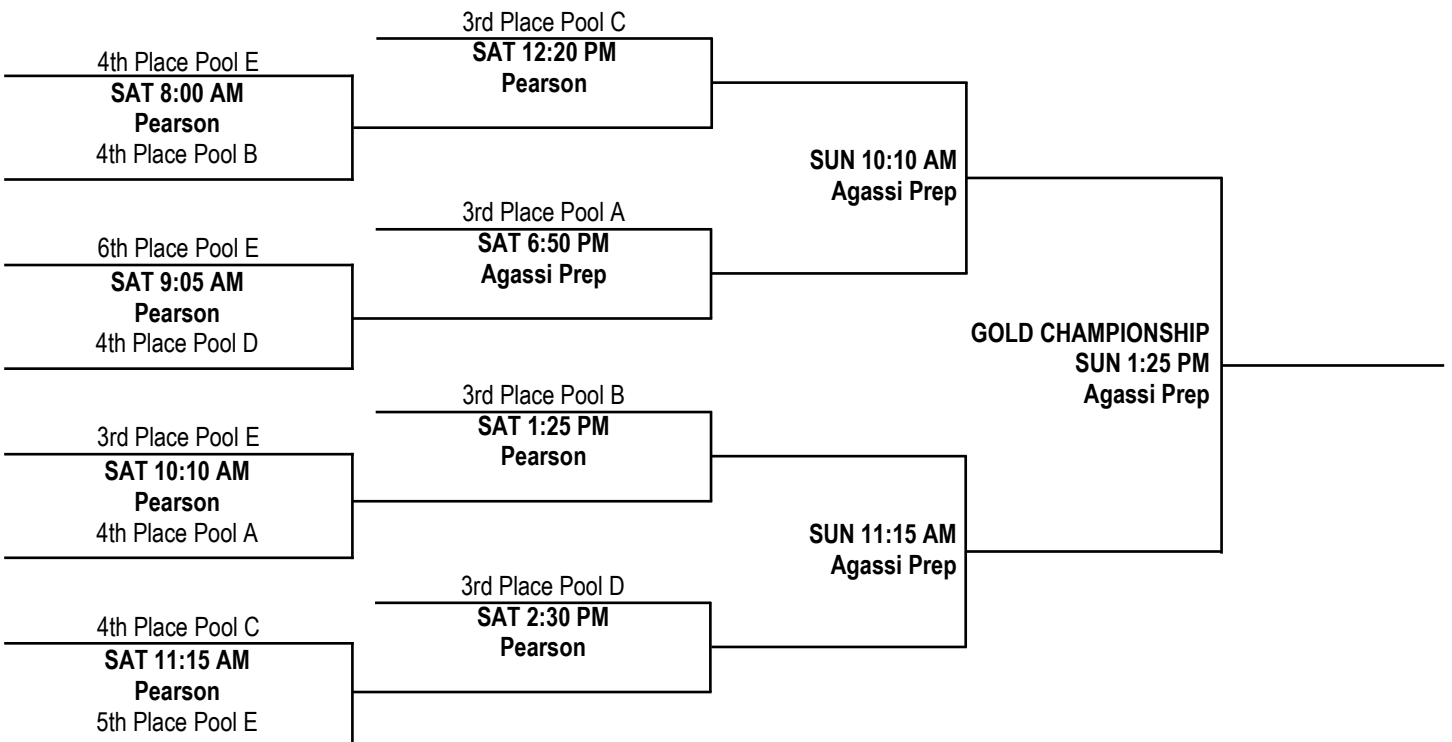 3rd Place Pool C
SAT 12:20 PM
Pearson
4th Place Pool E
SAT 8:00 AM
Pearson
4th Place Pool B
SUN 10:10 AM
Agassi Prep
3rd Place Pool A
SAT 6:50 PM
Agassi Prep
6th Place Pool E
SAT 9:05 AM
Pearson
4th Place Pool D
GOLD CHAMPIONSHIP
SUN 1:25 PM
Agassi Prep
3rd Place Pool B
SAT 1:25 PM
Pearson
3rd Place Pool E
SAT 10:10 AM
Pearson
4th Place Pool A
SUN 11:15 AM
Agassi Prep
3rd Place Pool D
SAT 2:30 PM
Pearson
4th Place Pool C
SAT 11:15 AM
Pearson
5th Place Pool E